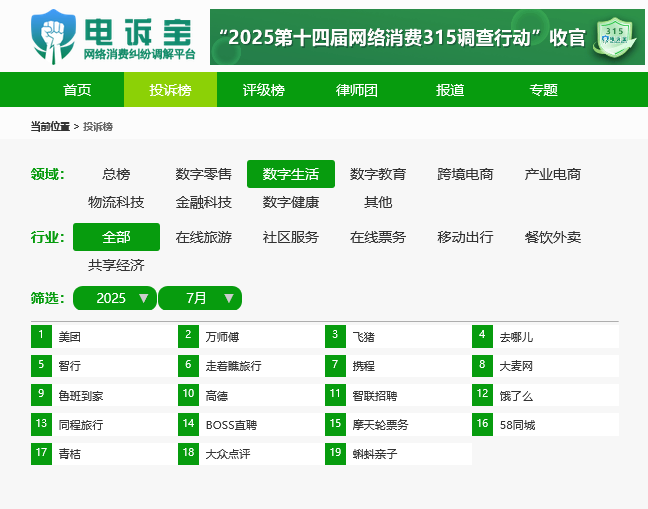 电诉宝
网络消费纠纷调解平台
“2025第十四届网络消费315调查行动”收官
315
首页 投诉榜 评级榜 律师团 报道 专题
当前位置 > 投诉榜
领域： 总榜 数字零售 数字生活 数字教育 跨境电商 产业电商
物流科技 金融科技 数字健康 其他
行业： 全部 在线旅游 社区服务 在线票务 移动出行 餐饮外卖
共享经济
筛选： 2025 ▼ 7月 ▼
1 美团 2 万师傅 3 飞猪 4 去哪儿
5 智行 6 走着瞧旅行 7 携程 8 大麦网
9 鲁班到家 10 高德 11 智联招聘 12 饿了么
13 同程旅行 14 BOSS直聘 15 摩天轮票务 16 58同城
17 青桔 18 大众点评 19 蝌蚪亲子